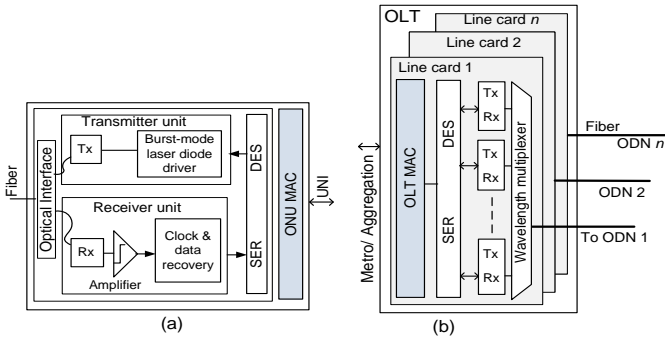 Fiber
Optical Interface
Transmitter unit
Tx
Burst-mode
laser diode
driver
Receiver unit
Rx
Amplifier
Clock &
data
recovery
DES
SER
ONU MAC
UNI
(a)
OLT
Line card n
Line card 2
Line card 1
Metro/ Aggregation
OLT MAC
DES
SER
Tx
Rx
Tx
Rx
Tx
Rx
Wavelength multiplexer
Fiber
ODN n
ODN 2
To ODN 1
(b)